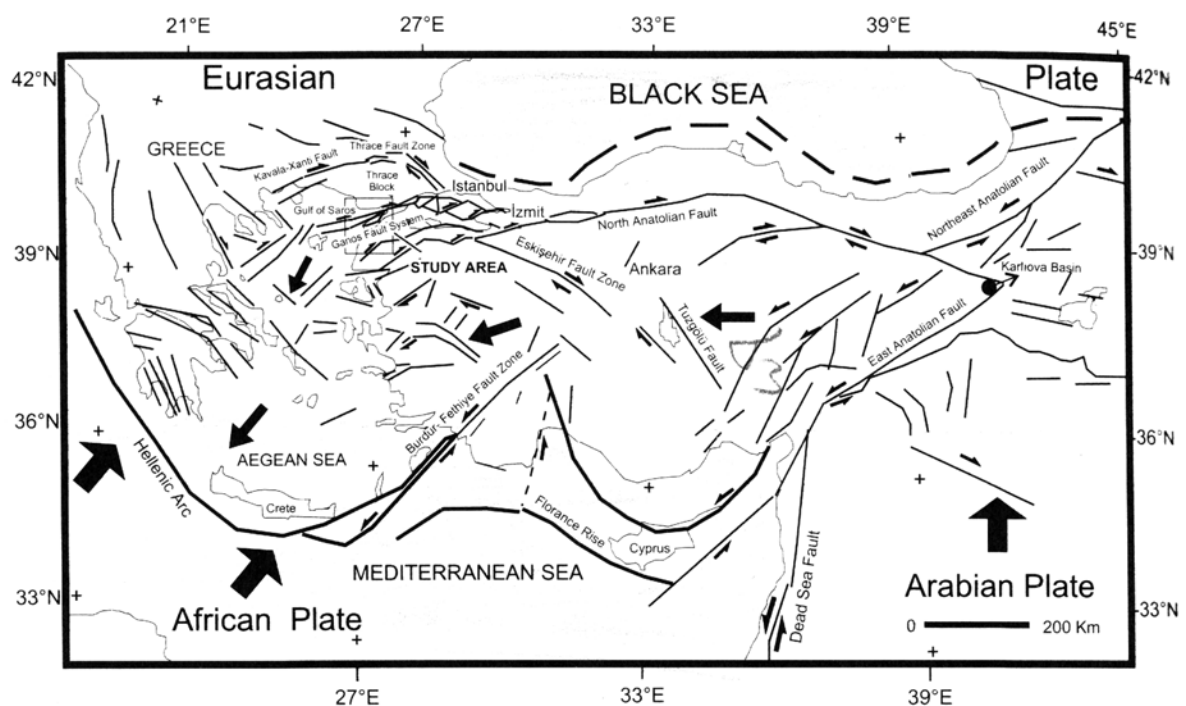 21°E
27°E
33°E
39°E
45°E
42°N
42°N
Eurasian
Plate
BLACK SEA
GREECE
Thrace Fault Zone
Kavala-Xanti Fault
Thrace
Block
Istanbul
Gulf of Saros
İzmit
North Anatolian Fault
Northeast Anatolian Fault
Ganos Fault System
39°N
39°N
Eskişehir Fault Zone
STUDY AREA
Ankara
Karlıova Basin
Tuzgölü Fault
East Anatolian Fault
Burdur Fethiye Fault Zone
36°N
36°N
Hellenic Arc
AEGEAN SEA
Crete
Florance Rise
Cyprus
MEDITERRANEAN SEA
Dead Sea Fault
Arabian Plate
33°N
33°N
African Plate
0
200 Km
27°E
33°E
39°E